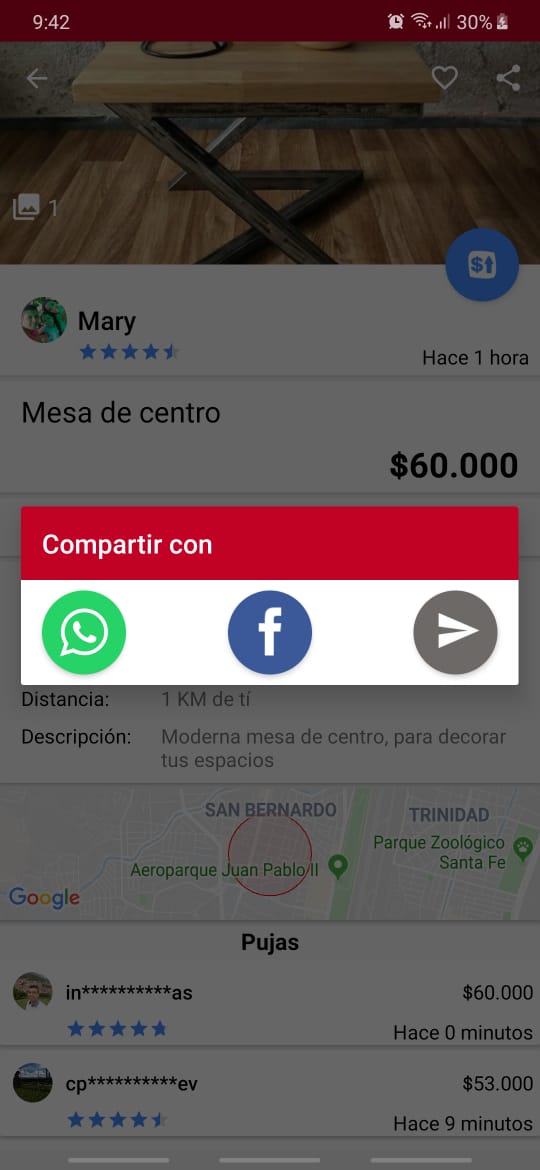 9:42
30%
1
Mary
Hace 1 hora
Mesa de centro
$60.000
Compartir con
Distancia: 1 KM de tí
Descripción: Moderna mesa de centro, para decorar
tus espacios
SAN BERNARDO
TRINIDAD
Parque Zoológico
Santa Fe
Aeroparque Juan Pablo II
Google
Pujas
in**********as $60.000
Hace 0 minutos
cp**********ev $53.000
Hace 9 minutos